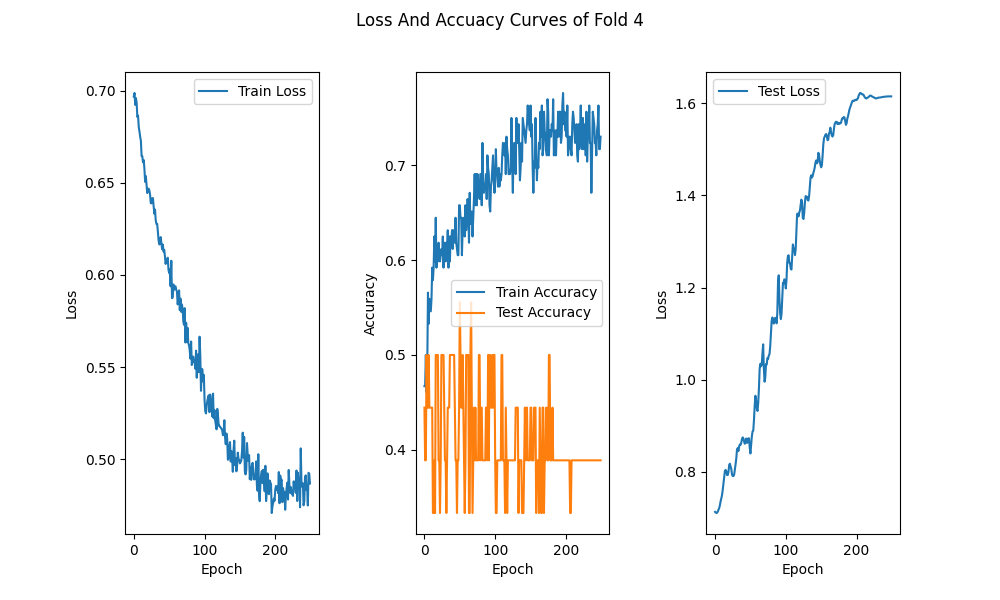 Loss And Accuacy Curves of Fold 4
Train Loss
0.70
0.65
0.60
0.55
0.50
Loss
0
100
200
Epoch
Train Accuracy
Test Accuracy
0.7
0.6
0.5
0.4
Accuracy
0
100
200
Epoch
Test Loss
1.6
1.4
1.2
1.0
0.8
Loss
0
100
200
Epoch